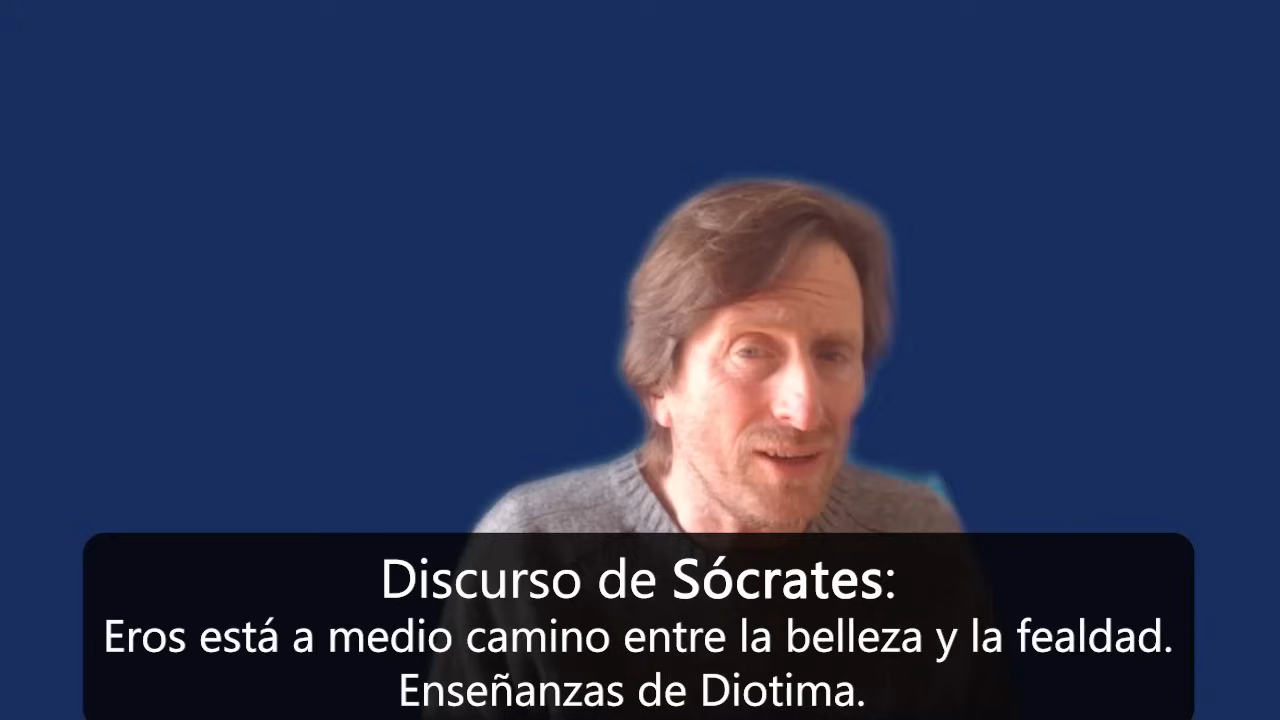 Discurso de Sócrates:
Eros está a medio camino entre la belleza y la fealdad.
Enseñanzas de Diotima.